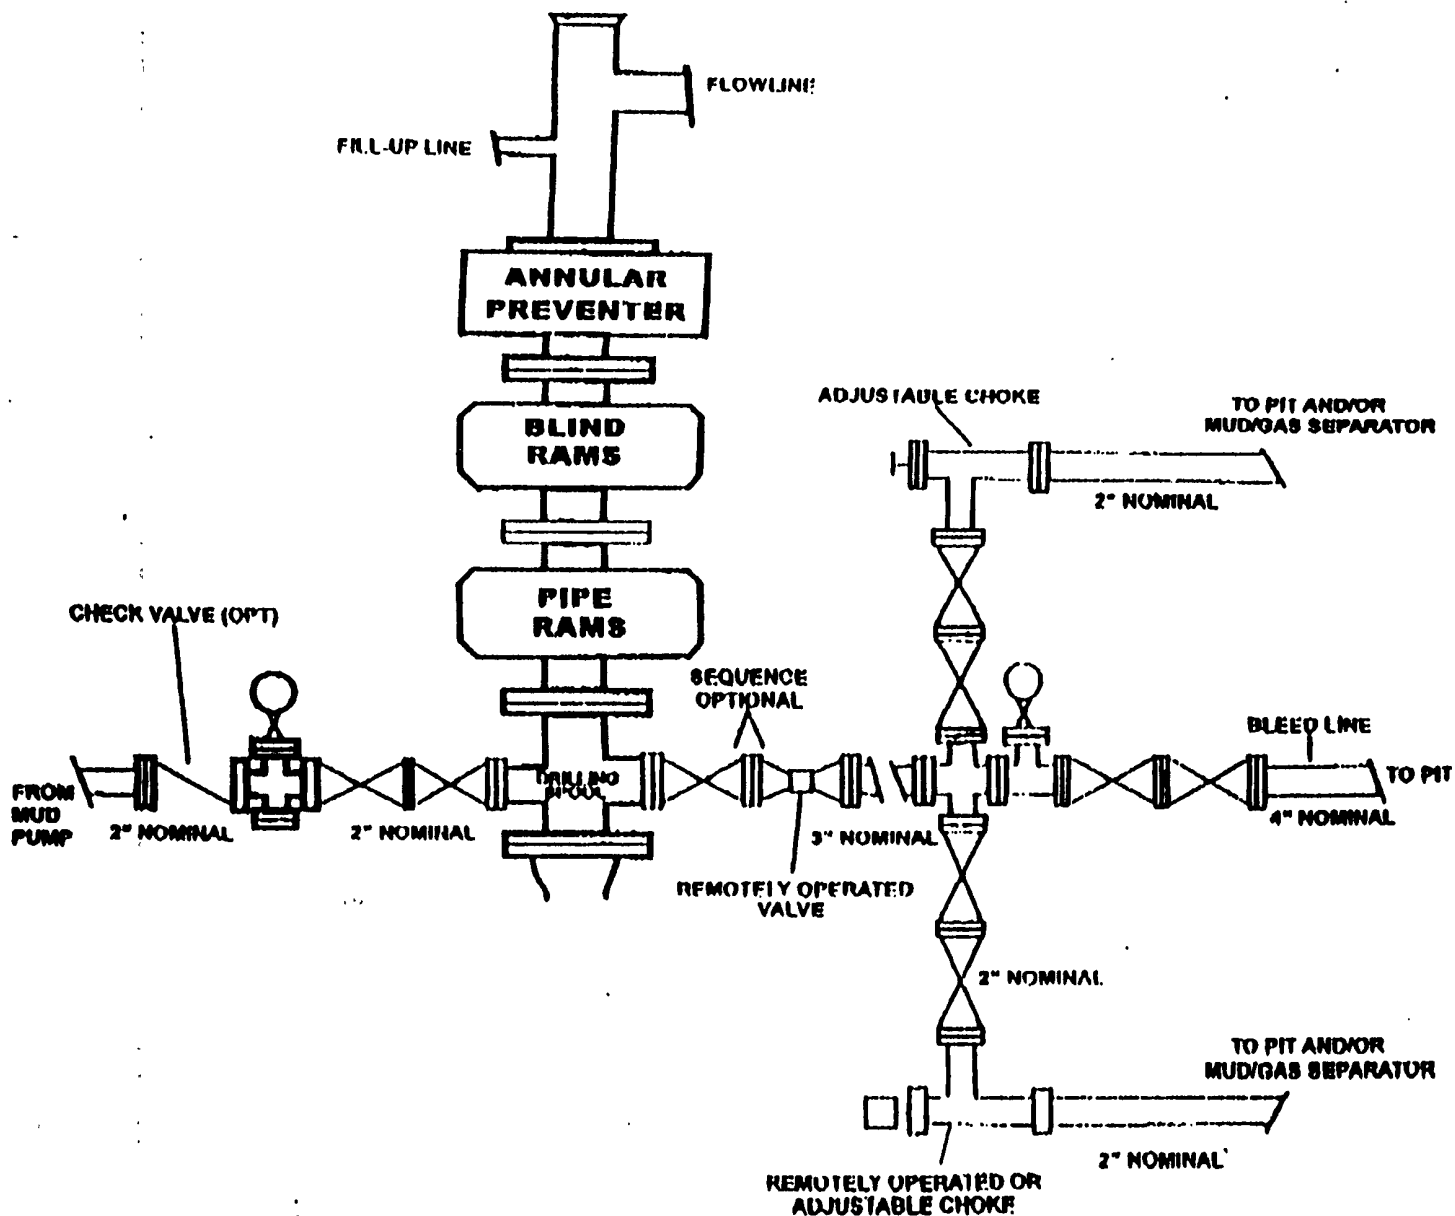 FLOWLINE
FILL-UP LINE
ANNULAR
PREVENTER
BLIND
RAMS
PIPE
RAMS
ADJUSTABLE CHOKE
TO PIT AND/OR
MUD/GAS SEPARATOR
2" NOMINAL
CHECK VALVE (OPT)
SEQUENCE
OPTIONAL
BLEED LINE
TO PIT
4" NOMINAL
FROM
MUD
PUMP
2" NOMINAL
2" NOMINAL
DRILLING
SPOOL
3" NOMINAL
REMOTELY OPERATED
VALVE
2" NOMINAL
TO PIT AND/OR
MUD/GAS SEPARATOR
2" NOMINAL
REMOTELY OPERATED OR
ADJUSTABLE CHOKE